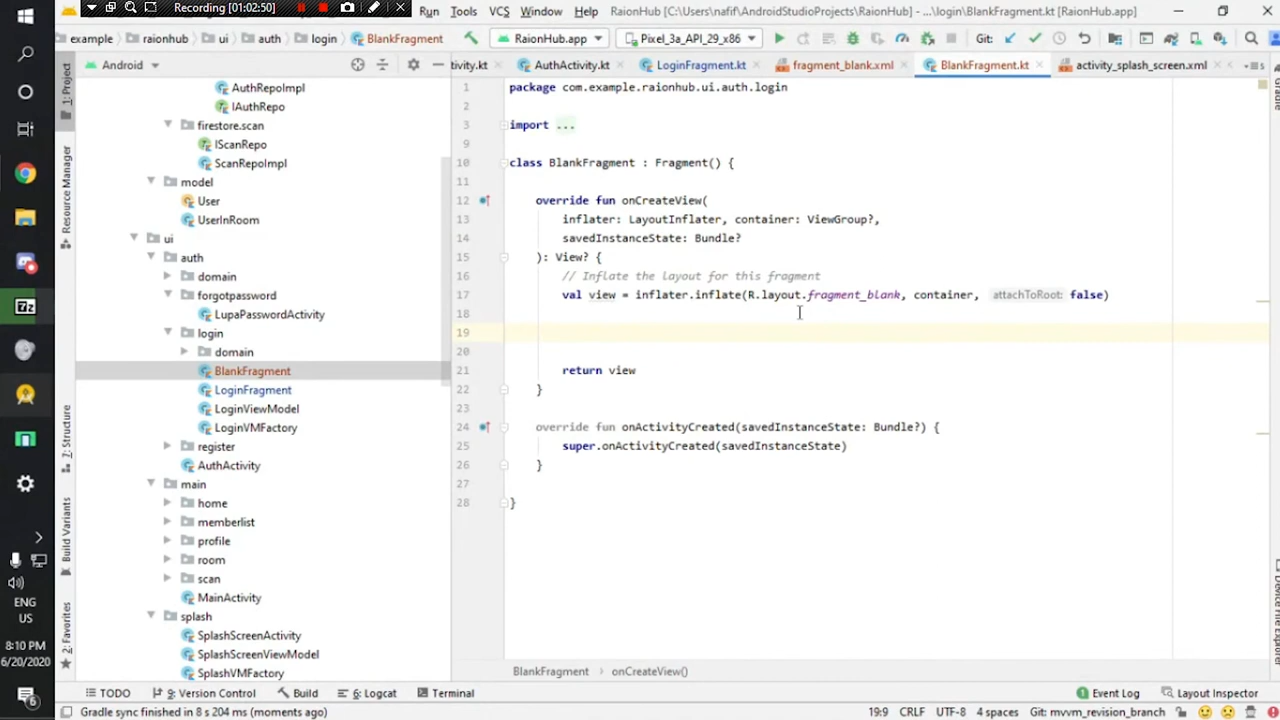 Recording [01:02:50]
Run Tools VCS Window Help RaionHub [C:\Users\nafif\AndroidStudioProjects\RaionHub] - ...\login\BlankFragment.kt [RaionHub.app]
example raionhub ui auth login BlankFragment RaionHub.app Pixel_3a_API_29_x86 Git:
Android
tivity.kt AuthActivity.kt LoginFragment.kt fragment_blank.xml BlankFragment.kt activity_splash_screen.xml
1: Project
Resource Manager
7: Structure
Build Variants
2: Favorites
AuthRepoImpl
IAuthRepo
firestore.scan
IScanRepo
ScanRepoImpl
model
User
UserInRoom
ui
auth
domain
forgotpassword
LupaPasswordActivity
login
domain
BlankFragment
LoginFragment
LoginViewModel
LoginVMFactory
register
AuthActivity
main
home
memberlist
profile
room
scan
MainActivity
splash
SplashScreenActivity
SplashScreenViewModel
SplashVMFactory
1 package com.example.raionhub.ui.auth.login
2
3 import ...
9
10 class BlankFragment : Fragment() {
11
12 override fun onCreateView(
13 inflater: LayoutInflater, container: ViewGroup?,
14 savedInstanceState: Bundle?
15 ): View? {
16 // Inflate the layout for this fragment
17 val view = inflater.inflate(R.layout.fragment_blank, container, attachToRoot: false)
18
19
20
21 return view
22 }
23
24 override fun onActivityCreated(savedInstanceState: Bundle?) {
25 super.onActivityCreated(savedInstanceState)
26 }
27
28 }
BlankFragment onCreateView()
Device File Explorer
TODO 9: Version Control Build 6: Logcat Terminal Event Log Layout Inspector
Gradle sync finished in 8 s 204 ms (moments ago) 19:9 CRLF UTF-8 4 spaces Git: mvvm_revision_branch
ENG
US
8:10 PM
6/20/2020
6